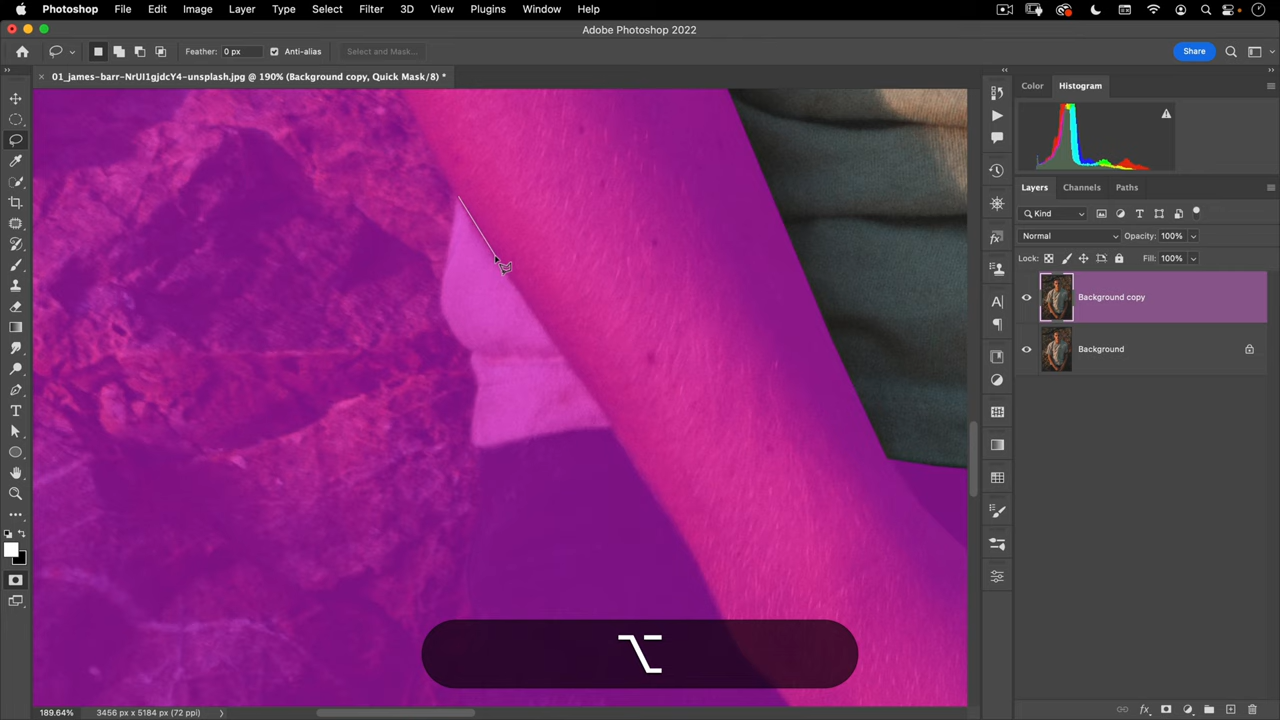 Photoshop File Edit Image Layer Type Select Filter 3D View Plugins Window Help
Adobe Photoshop 2022
Feather: 0 px Anti-alias Select and Mask... Share
01_james-barr-NrUI1gjdcY4-unsplash.jpg @ 190% (Background copy, Quick Mask/8) *
Color Histogram
Layers Channels Paths
Kind
Normal Opacity: 100%
Lock: Fill: 100%
Background copy
Background
⌥
189.64% 3456 px x 5184 px (72 ppi)